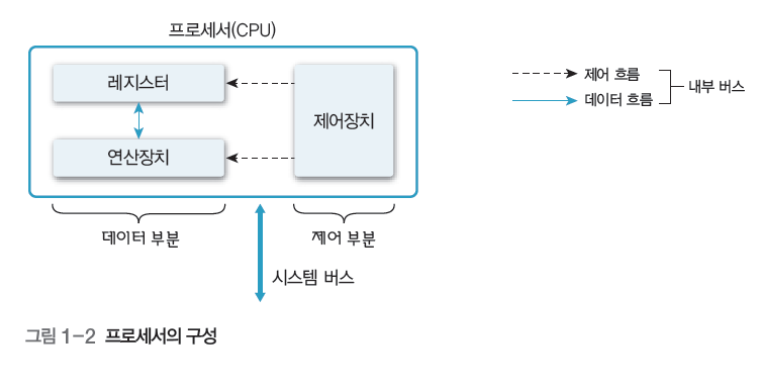 프로세서(CPU)
레지스터
제어장치
연산장치
제어 흐름
데이터 흐름
내부 버스
데이터 부분
제어 부분
시스템 버스
그림 1-2 프로세서의 구성